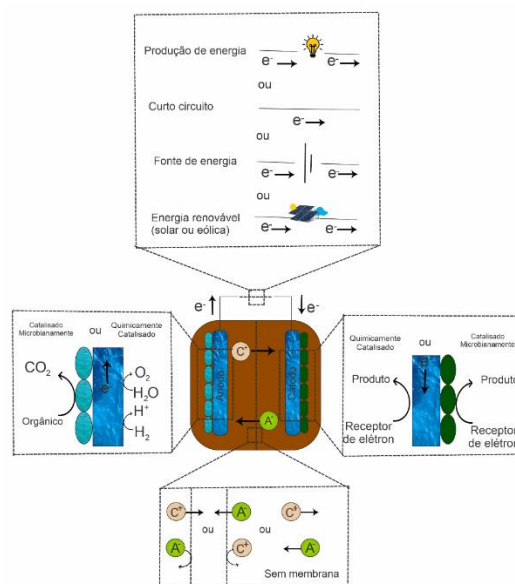 Produção de energia
e⁻
e⁻
ou
Curto circuito
e⁻
ou
Fonte de energia
e⁻
e⁻
ou
Energia renovável
(solar ou eólica)
e⁻
e⁻
e⁻
e⁻
Catalisado
Microbianamente
ou
Quimicamente
Catalisado
CO₂
Orgânico
e⁻
O₂
H₂O
H⁺
H₂
Ânodo
C⁺
A⁻
Cátodo
Quimicamente
Catalisado
ou
Catalisado
Microbianamente
Produto
Receptor
de elétron
e⁻
Produto
Receptor
de elétron
C⁺
A⁻
C⁺
ou
ou
A⁻
C⁺
A⁻
Sem membrana